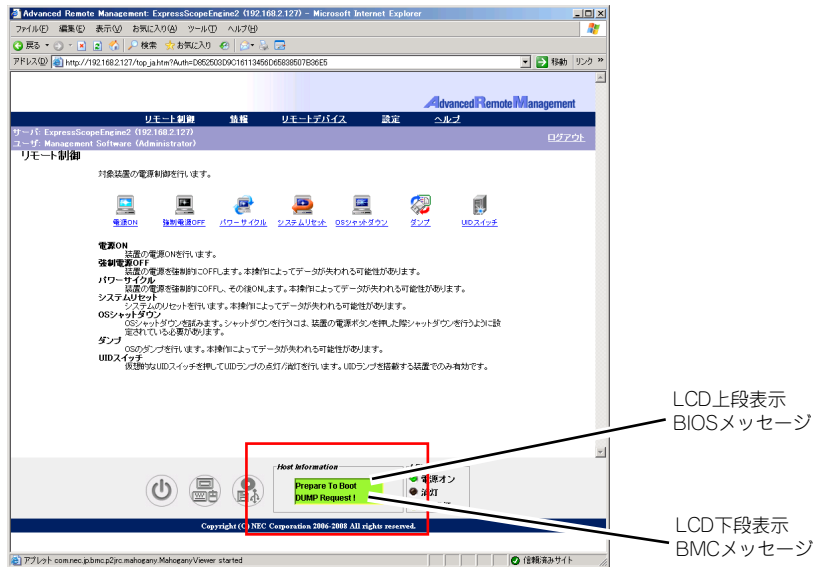 Advanced Remote Management: ExpressScopeEngine2 (192.168.2.127) - Microsoft Internet Explorer
ファイル(F) 編集(E) 表示(V) お気に入り(A) ツール(T) ヘルプ(H)
戻る 検索 お気に入り
アドレス(D) http://192.168.2.127/top_ja.htm?Auth=D852503D9C16113456D65838507B36E5 移動 リンク »
Advanced Remote Management
リモート制御 情報 リモートデバイス 設定 ヘルプ
サーバ: ExpressScopeEngine2 (192.168.2.127)
ユーザ: Management Software (Administrator)
ログアウト
リモート制御
対象装置の電源制御を行います。
電源ON 強制電源OFF パワーサイクル システムリセット OSシャットダウン ダンプ UIDスイッチ
電源ON
装置の電源ONを行います。
強制電源OFF
装置の電源を強制的にOFFします。本操作によってデータが失われる可能性があります。
パワーサイクル
装置の電源を強制的にOFFし、その後ONします。本操作によってデータが失われる可能性があります。
システムリセット
システムのリセットを行います。本操作によってデータが失われる可能性があります。
OSシャットダウン
OSシャットダウンを試みます。シャットダウンを行うには、装置の電源ボタンを押した際シャットダウンを行うように設
定されている必要があります。
ダンプ
OSのダンプを行います。本操作によってデータが失われる可能性があります。
UIDスイッチ
仮想的なUIDスイッチを押してUIDランプの点灯/消灯を行います。UIDランプを搭載する装置でのみ有効です。
LCD上段表示
BIOSメッセージ
Host Information
Prepare To Boot
DUMP Request !
電源オン
消灯
LCD下段表示
BMCメッセージ
Copyright (C) NEC Corporation 2006-2008 All rights reserved.
アプレット com.nec.jp.bmc.p2jrc.mahogany.MahoganyViewer started
信頼済みサイト